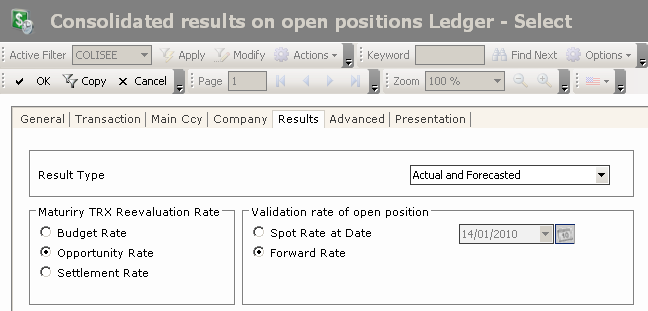 Consolidated results on open positions Ledger - Select
Active Filter COLISEE Apply Modify Actions Keyword Find Next Options
OK Copy Cancel Page 1 Zoom 100 %
General Transaction Main Ccy Company Results Advanced Presentation
Result Type Actual and Forecasted
Maturiry TRX Reevaluation Rate Validation rate of open position
Budget Rate Spot Rate at Date 14/01/2010
Opportunity Rate Forward Rate
Settlement Rate